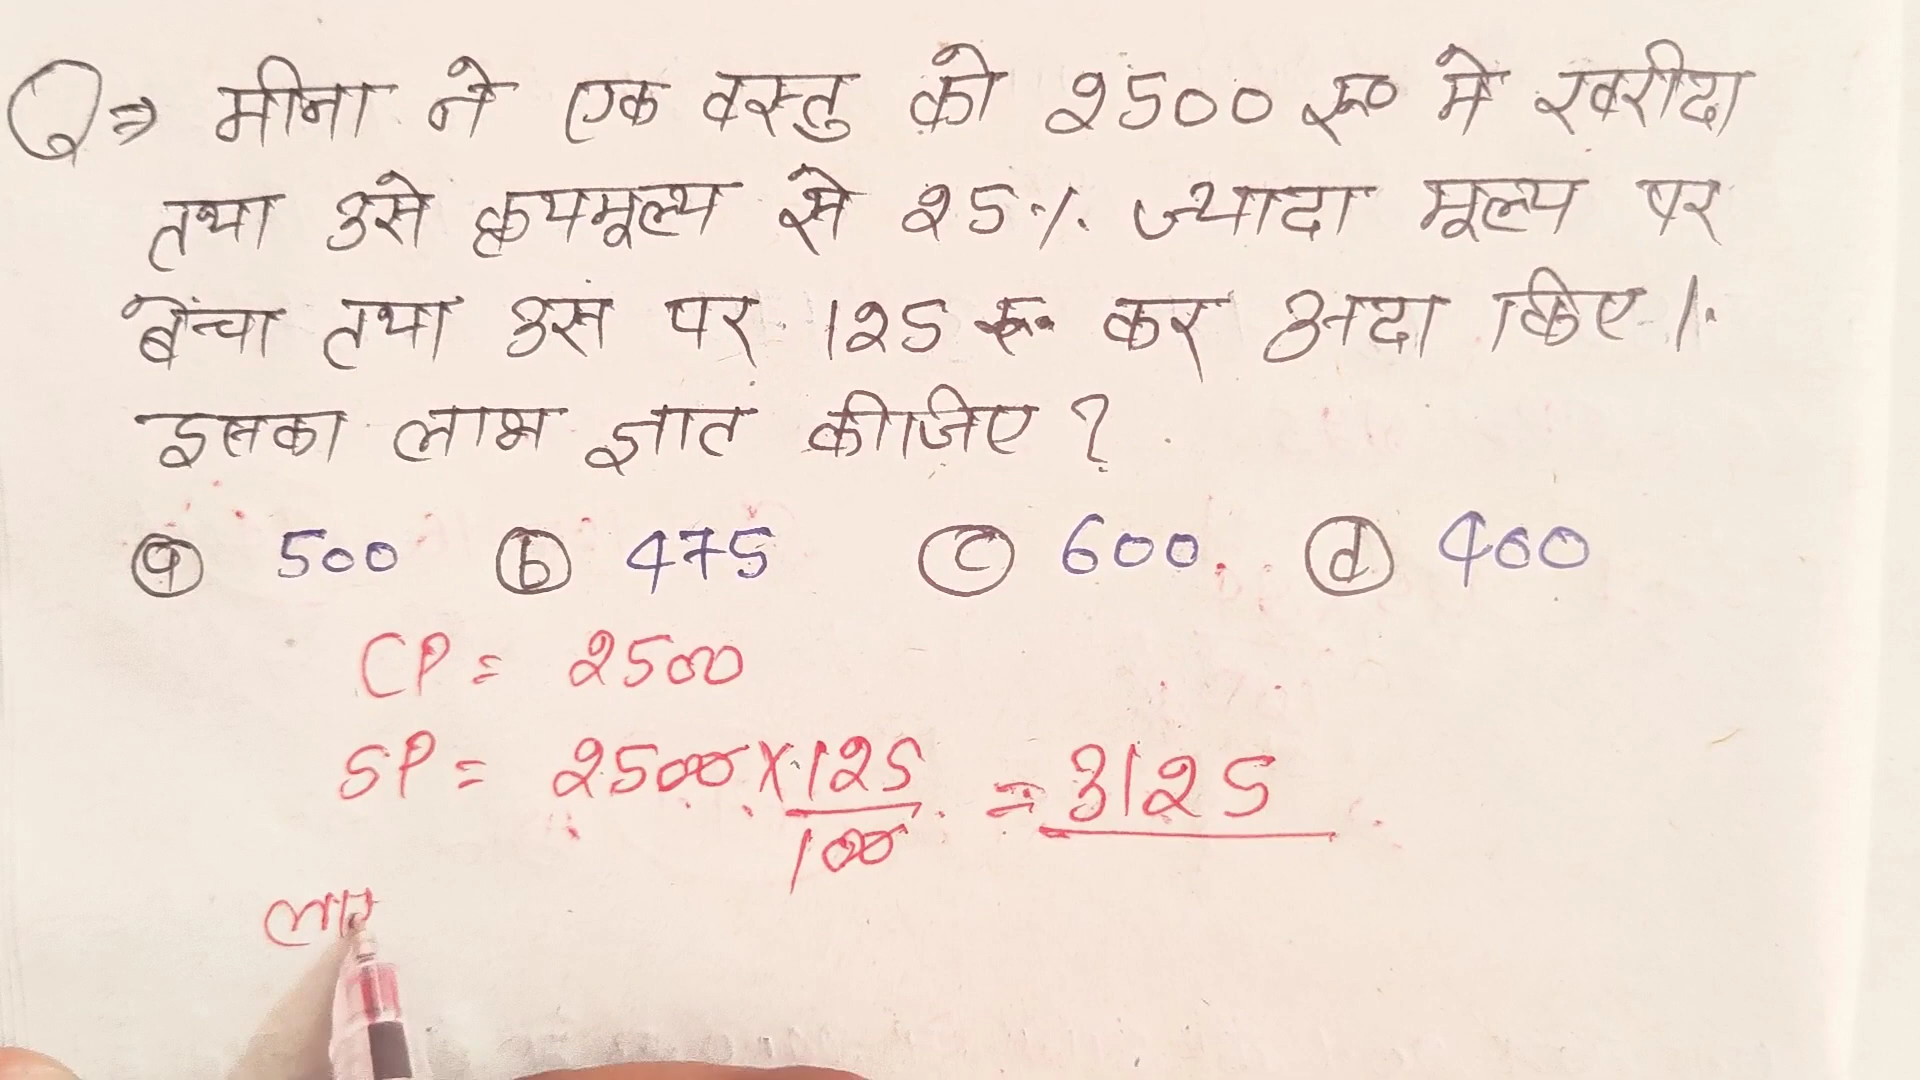 Q⇒ मीना ने एक वस्तु को 2500 रू० मे खरीदा
तथा उसे क्रयमूल्य से 25% ज्यादा मूल्य पर
बेंचा तथा उस पर 125 रू० कर अदा किए।
इसका लाभ ज्ञात कीजिए ?
(a) 500 (b) 475 (c) 600 (d) 400
CP = 2500
SP = 2500 × 125/100 = 3125